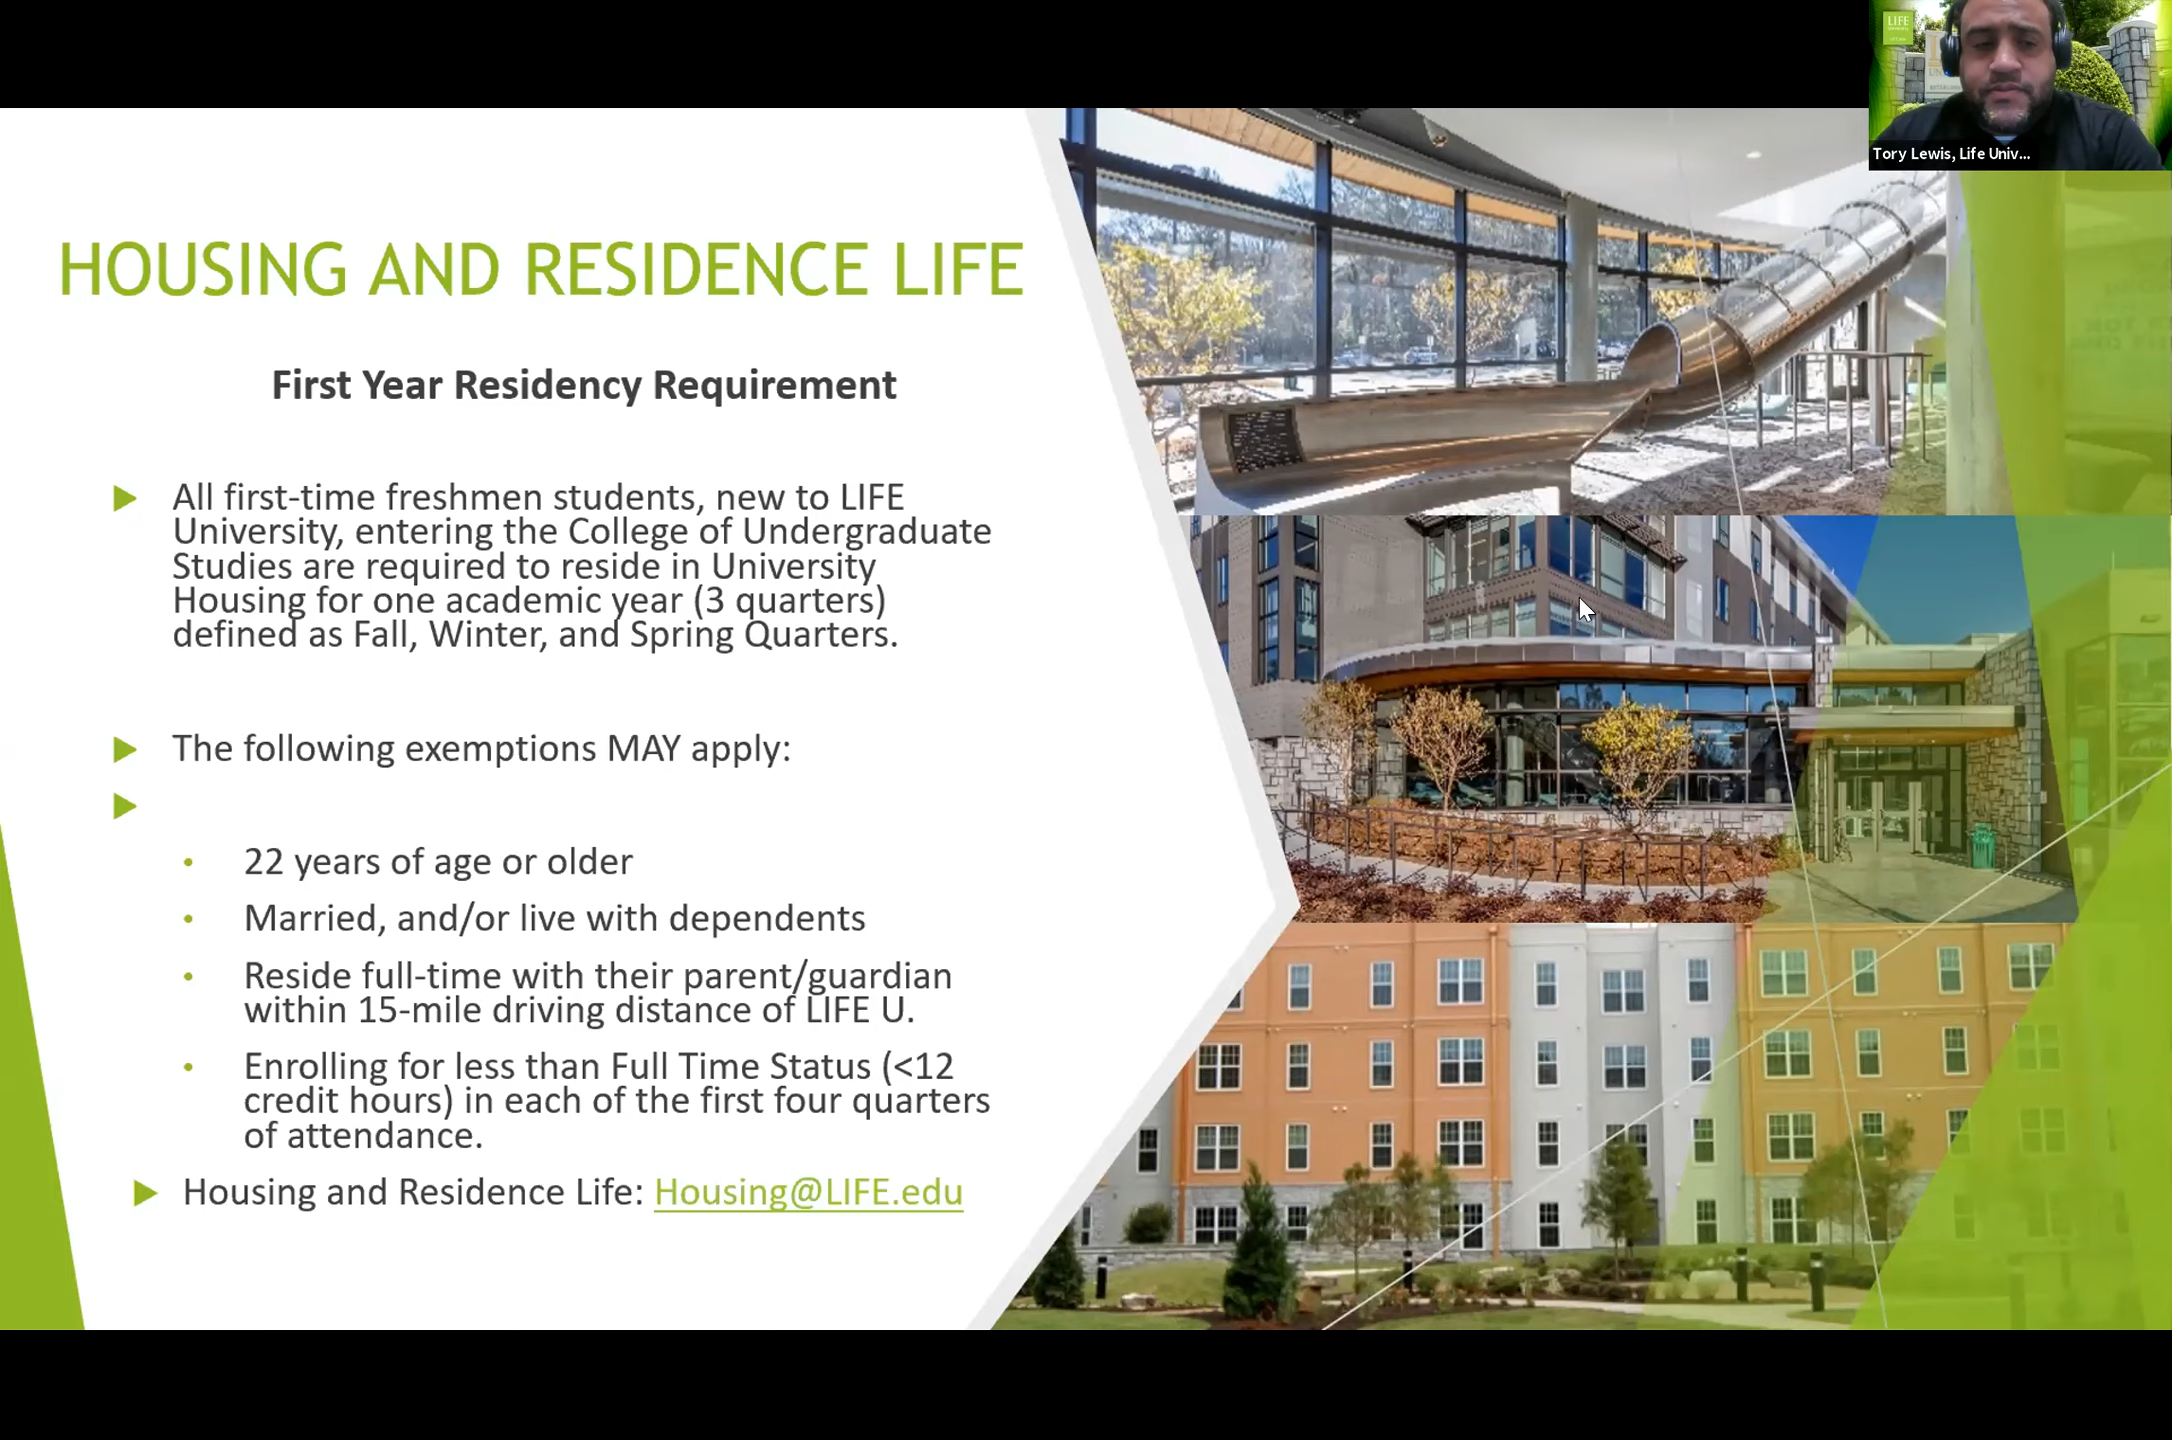 LIFE
Tory Lewis, Life Univ...
HOUSING AND RESIDENCE LIFE
First Year Residency Requirement
All first-time freshmen students, new to LIFE
University, entering the College of Undergraduate
Studies are required to reside in University
Housing for one academic year (3 quarters)
defined as Fall, Winter, and Spring Quarters.
The following exemptions MAY apply:
22 years of age or older
Married, and/or live with dependents
Reside full-time with their parent/guardian
within 15-mile driving distance of LIFE U.
Enrolling for less than Full Time Status (<12
credit hours) in each of the first four quarters
of attendance.
Housing and Residence Life: Housing@LIFE.edu